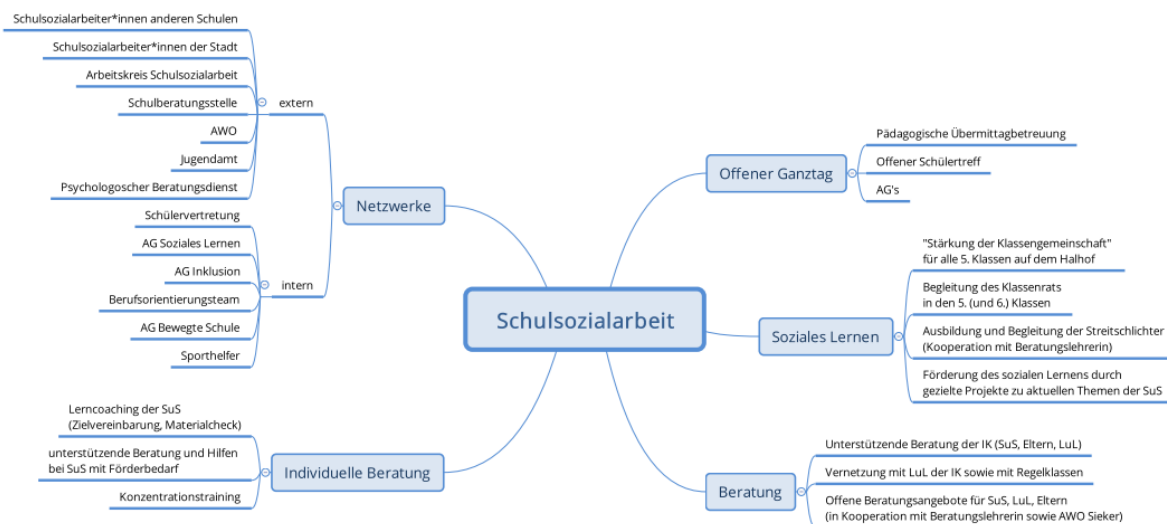 Schulsozialarbeit
Netzwerke
extern
Schulsozialarbeiter*innen anderen Schulen
Schulsozialarbeiter*innen der Stadt
Arbeitskreis Schulsozialarbeit
Schulberatungsstelle
AWO
Jugendamt
Psychologoscher Beratungsdienst
intern
Schülervertretung
AG Soziales Lernen
AG Inklusion
Berufsorientierungsteam
AG Bewegte Schule
Sporthelfer
Individuelle Beratung
Lerncoaching der SuS
(Zielvereinbarung, Materialcheck)
unterstützende Beratung und Hilfen
bei SuS mit Förderbedarf
Konzentrationstraining
Offener Ganztag
Pädagogische Übermittagbetreuung
Offener Schülertreff
AG's
Soziales Lernen
"Stärkung der Klassengemeinschaft"
für alle 5. Klassen auf dem Halhof
Begleitung des Klassenrats
in den 5. (und 6.) Klassen
Ausbildung und Begleitung der Streitschlichter
(Kooperation mit Beratungslehrerin)
Förderung des sozialen Lernens durch
gezielte Projekte zu aktuellen Themen der SuS
Beratung
Unterstützende Beratung der IK (SuS, Eltern, LuL)
Vernetzung mit LuL der IK sowie mit Regelklassen
Offene Beratungsangebote für SuS, LuL, Eltern
(in Kooperation mit Beratungslehrerin sowie AWO Sieker)